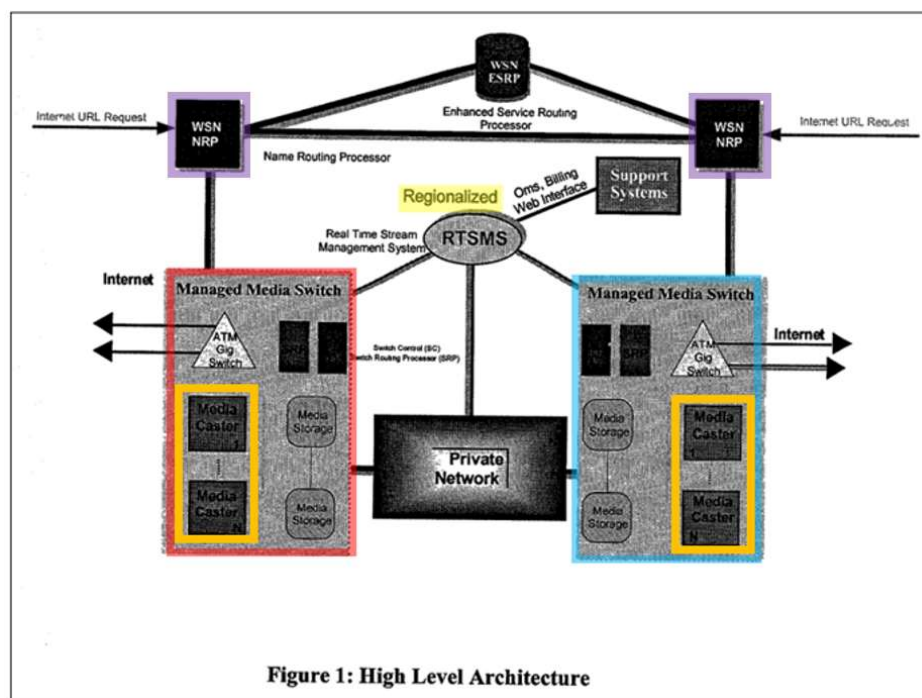 WSN
ESRP
Enhanced Service Routing
Processor
Internet URL Request
WSN
NRP
Name Routing Processor
WSN
NRP
Internet URL Request
Regionalized
Oms, Billing
Web Interface
Support
Systems
Real Time Stream
Management System
RTSMS
Internet
Managed Media Switch
ATM
Gig
Switch
Switch Control (SC)
Switch Routing Processor (SRP)
Media
Caster
1
Media
Caster
N
Media
Storage
Media
Storage
Private
Network
Managed Media Switch
SRP
ATM
Gig
Switch
Internet
Media
Storage
Media
Storage
Media
Caster
1
Media
Caster
N
Figure 1: High Level Architecture